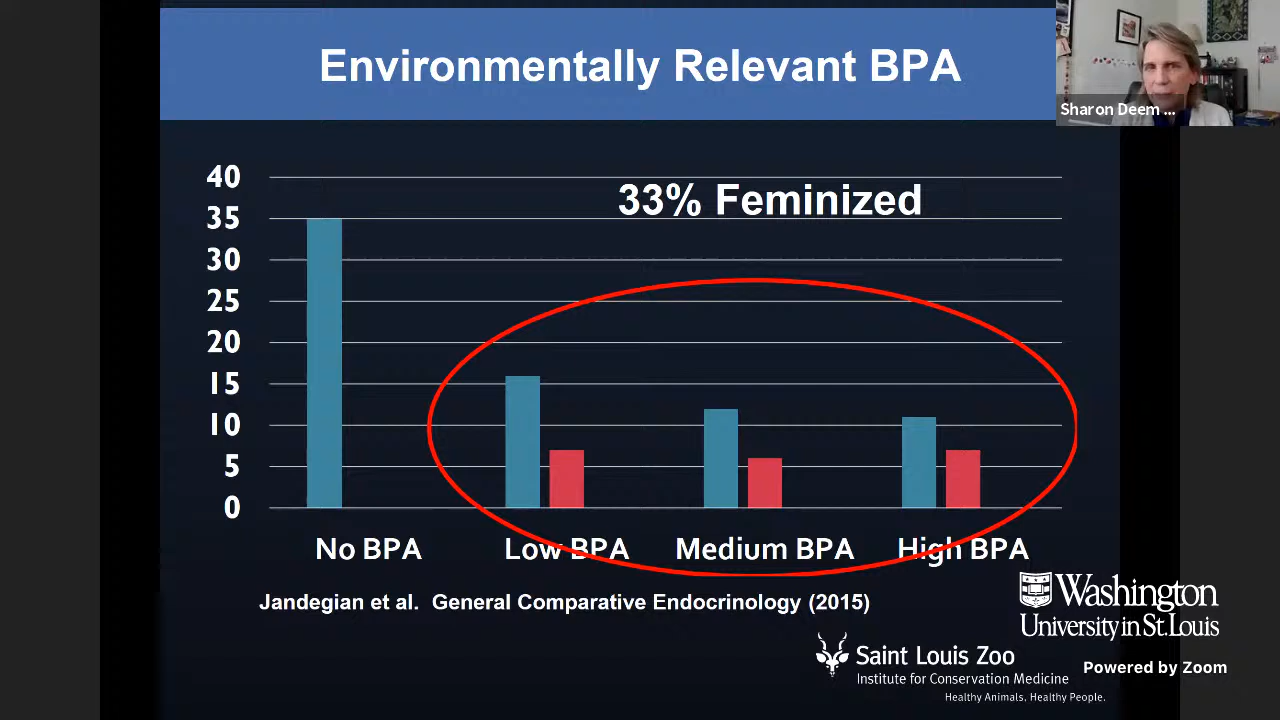 Environmentally Relevant BPA
Sharon Deem ...
40
33% Feminized
35
30
25
20
15
10
5
0
No BPA
Low BPA
Medium BPA
High BPA
Jandegian et al. General Comparative Endocrinology (2015)
Washington
University in St. Louis
Saint Louis Zoo
Institute for Conservation Medicine
Healthy Animals. Healthy People.
Powered by Zoom